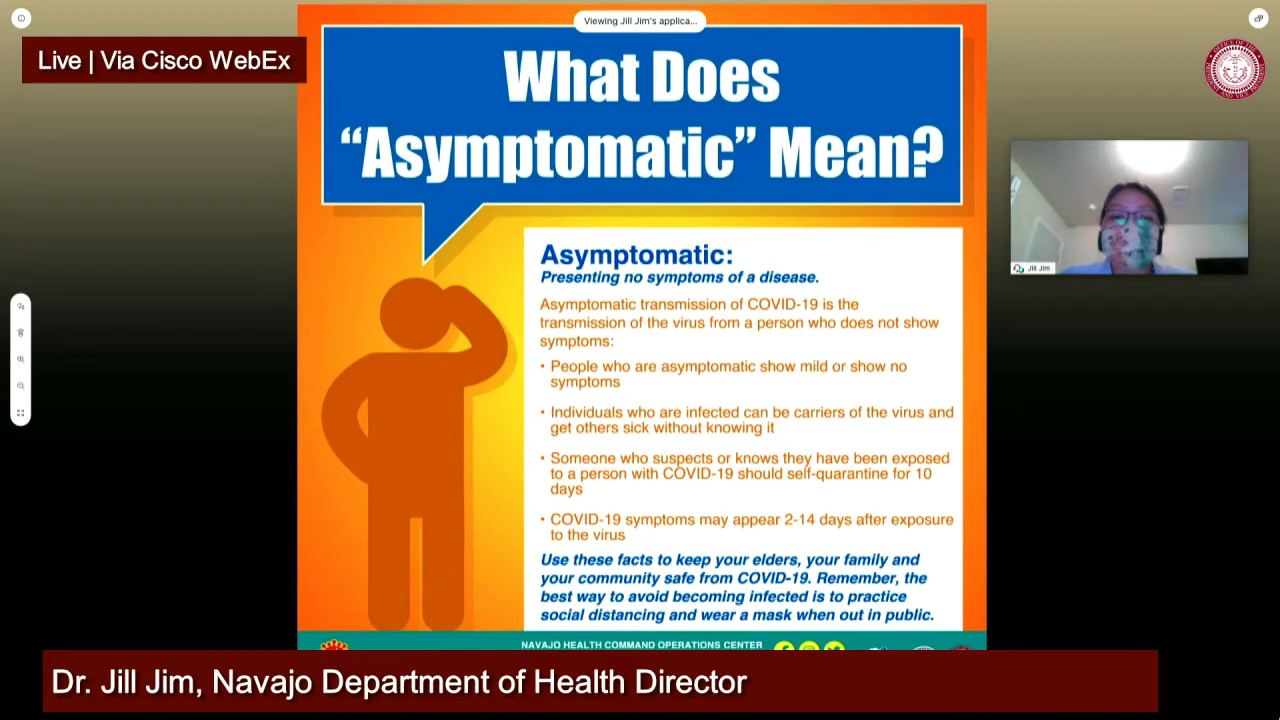 Viewing Jill Jim's applica...
Live | Via Cisco WebEx
What Does
“Asymptomatic” Mean?
Jill Jim
Asymptomatic:
Presenting no symptoms of a disease.
Asymptomatic transmission of COVID-19 is the
transmission of the virus from a person who does not show
symptoms:
• People who are asymptomatic show mild or show no
symptoms
• Individuals who are infected can be carriers of the virus and
get others sick without knowing it
• Someone who suspects or knows they have been exposed
to a person with COVID-19 should self-quarantine for 10
days
• COVID-19 symptoms may appear 2-14 days after exposure
to the virus
Use these facts to keep your elders, your family and
your community safe from COVID-19. Remember, the
best way to avoid becoming infected is to practice
social distancing and wear a mask when out in public.
NAVAJO HEALTH COMMAND OPERATIONS CENTER
Dr. Jill Jim, Navajo Department of Health Director